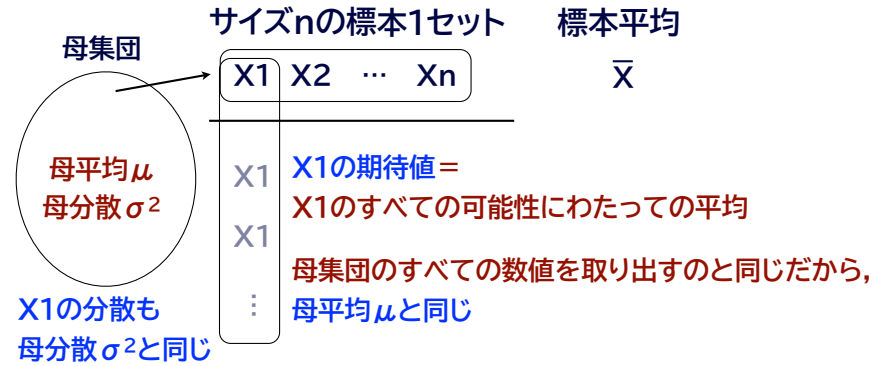 サイズnの標本1セット 標本平均
母集団
X1 X2 … Xn X̄
母平均μ
母分散σ²
X1 X1の期待値＝
X1のすべての可能性にわたっての平均
X1
母集団のすべての数値を取り出すのと同じだから，
⋮ 母平均μと同じ
X1の分散も
母分散σ²と同じ